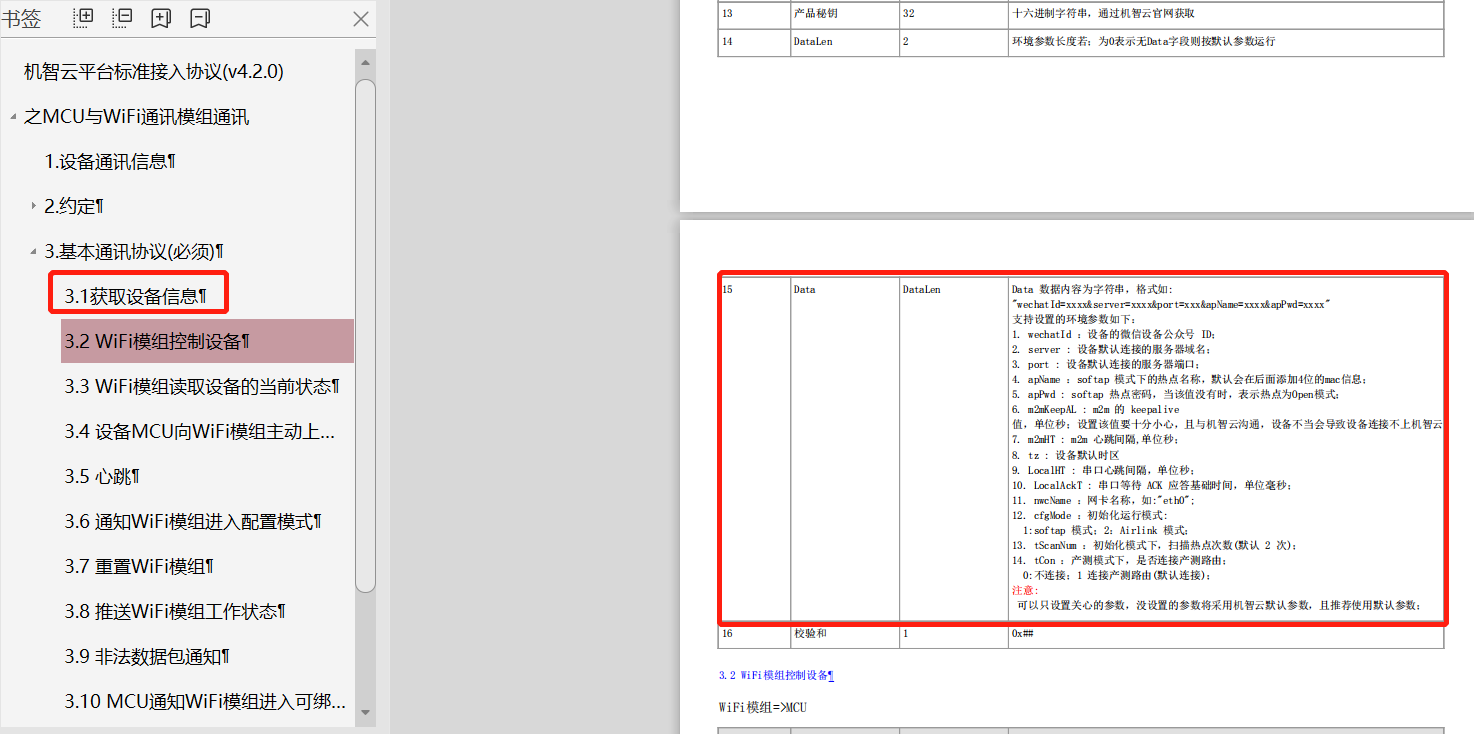 书签
机智云平台标准接入协议(v4.2.0)
之MCU与WiFi通讯模组通讯
1.设备通讯信息¶
2.约定¶
3.基本通讯协议(必须)¶
3.1获取设备信息¶
3.2 WiFi模组控制设备¶
3.3 WiFi模组读取设备的当前状态¶
3.4 设备MCU向WiFi模组主动上...
3.5 心跳¶
3.6 通知WiFi模组进入配置模式¶
3.7 重置WiFi模组¶
3.8 推送WiFi模组工作状态¶
3.9 非法数据包通知¶
3.10 MCU通知WiFi模组进入可绑...
13 产品秘钥 32 十六进制字符串，通过机智云官网获取
14 DataLen 2 环境参数长度若；为0表示无Data字段则按默认参数运行
15 Data DataLen Data 数据内容为字符串，格式如:
"wechatId=xxxx&server=xxxx&port=xxx&apName=xxxx&apPwd=xxxx"
支持设置的环境参数如下：
1. wechatId ：设备的微信设备公众号 ID；
2. server : 设备默认连接的服务器域名；
3. port : 设备默认连接的服务器端口；
4. apName : softap 模式下的热点名称，默认会在后面添加4位的mac信息；
5. apPwd : softap 热点密码，当该值没有时，表示热点为Open模式；
6. m2mKeepAL : m2m 的 keepalive
值，单位秒；设置该值要十分小心，且与机智云沟通，设备不当会导致设备连接不上机智云
7. m2mHT : m2m 心跳间隔,单位秒；
8. tz : 设备默认时区
9. LocalHT : 串口心跳间隔，单位秒；
10. LocalAckT : 串口等待 ACK 应答基础时间，单位毫秒；
11. nwcName : 网卡名称，如:"eth0"；
12. cfgMode : 初始化运行模式:
1:softap 模式；2: Airlink 模式；
13. tScanNum : 初始化模式下，扫描热点次数(默认 2 次)；
14. tCon : 产测模式下，是否连接产测路由；
0:不连接；1 连接产测路由(默认连接)；
注意:
可以只设置关心的参数，没设置的参数将采用机智云默认参数，且推荐使用默认参数；
16 校验和 1 0x##
3.2 WiFi模组控制设备¶
WiFi模组=>MCU